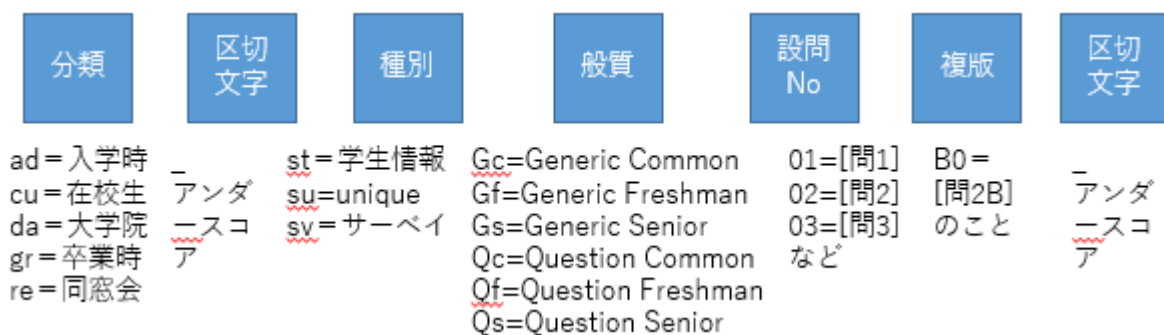 分類
区切
文字
種別
般質
設問
No
複版
区切
文字
ad＝入学時
cu＝在校生
da＝大学院
gr＝卒業時
re＝同窓会
_
アンダ
ースコ
ア
st＝学生情報
su=unique
sv＝サーベイ
Gc=Generic Common
Gf=Generic Freshman
Gs=Generic Senior
Qc=Question Common
Qf=Question Freshman
Qs=Question Senior
01=[問1]
02=[問2]
03=[問3]
など
B0＝
[問2B]
のこと
_
アンダ
ースコ
ア